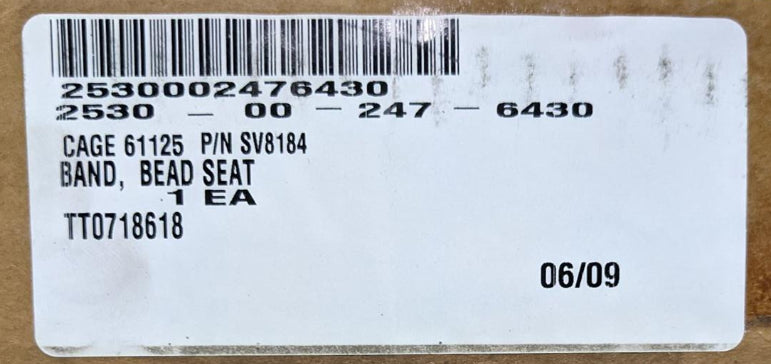 2530002476430
2530 - 00 - 247 - 6430
CAGE 61125 P/N SV8184
BAND, BEAD SEAT
1 EA
TT0718618
06/09